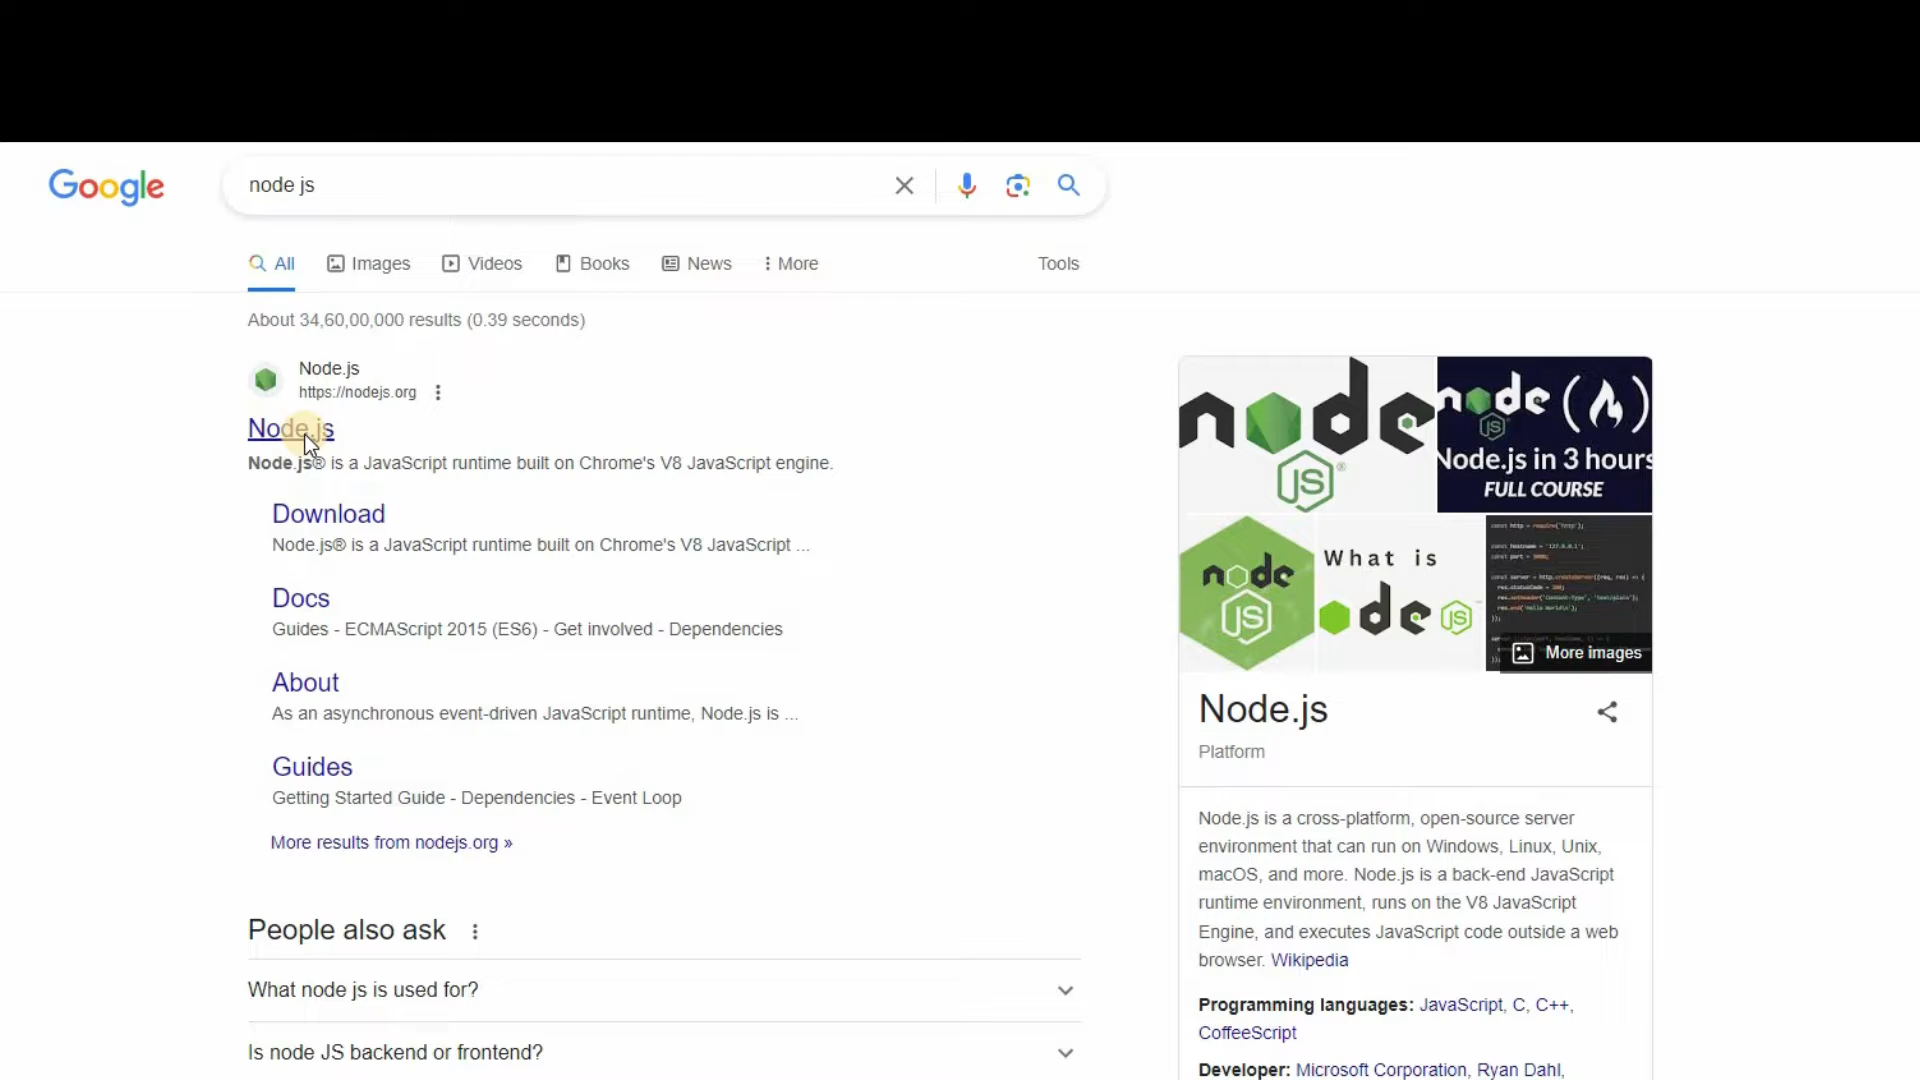 Google
node js
All
Images
Videos
Books
News
More
Tools
About 34,60,00,000 results (0.39 seconds)
Node.js
https://nodejs.org
Node.js
Node.js® is a JavaScript runtime built on Chrome's V8 JavaScript engine.
Download
Node.js® is a JavaScript runtime built on Chrome's V8 JavaScript ...
Docs
Guides - ECMAScript 2015 (ES6) - Get involved - Dependencies
About
As an asynchronous event-driven JavaScript runtime, Node.js is ...
Guides
Getting Started Guide - Dependencies - Event Loop
More results from nodejs.org »
People also ask
What node js is used for?
Is node JS backend or frontend?
node
JS
node
JS
Node.js in 3 hours
FULL COURSE
node
JS
What is
JS
More images
Node.js
Platform
Node.js is a cross-platform, open-source server
environment that can run on Windows, Linux, Unix,
macOS, and more. Node.js is a back-end JavaScript
runtime environment, runs on the V8 JavaScript
Engine, and executes JavaScript code outside a web
browser. Wikipedia
Programming languages: JavaScript, C, C++,
CoffeeScript
Developer: Microsoft Corporation, Ryan Dahl,